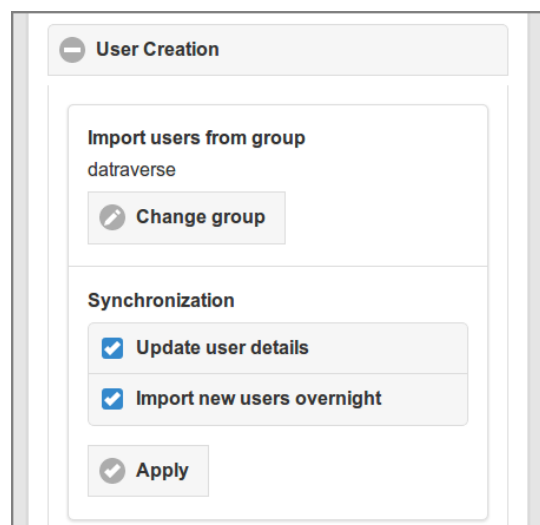 User Creation
Import users from group
datraverse
Change group
Synchronization
Update user details
Import new users overnight
Apply